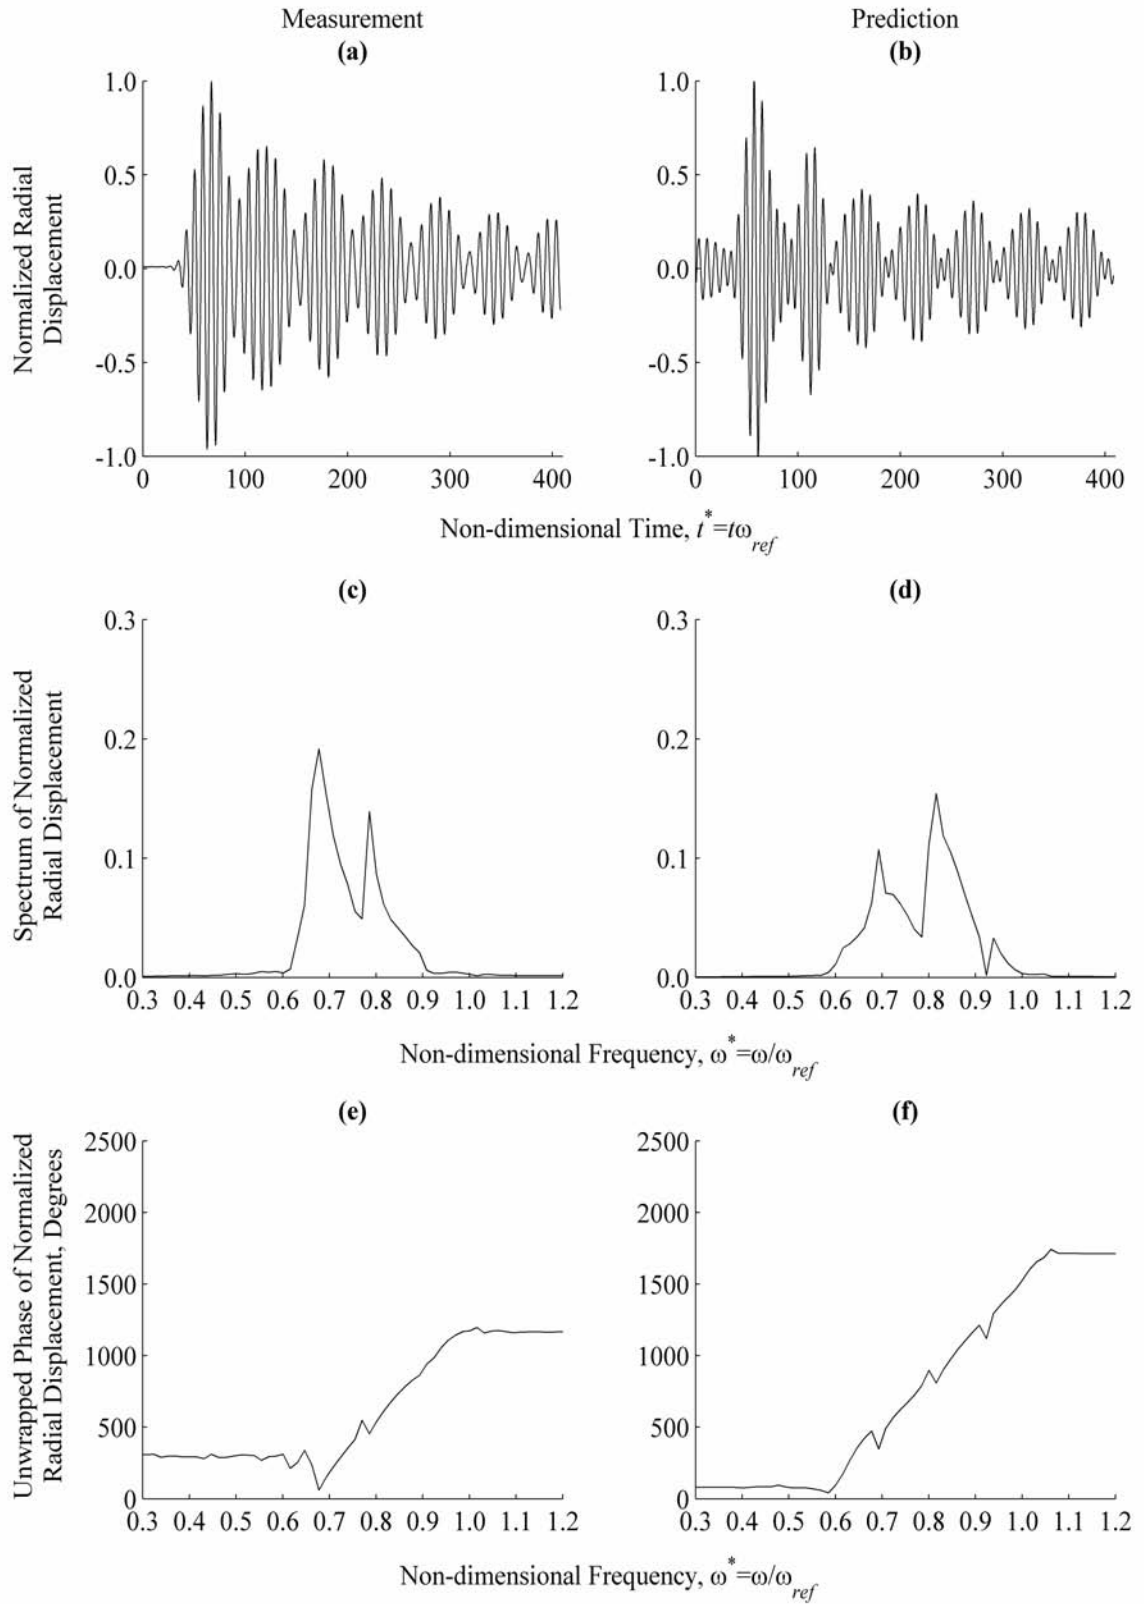 Measurement
Prediction
(a)
(b)
Normalized Radial
Displacement
1.0
0.5
0.0
-0.5
-1.0
0 100 200 300 400
1.0
0.5
0.0
-0.5
-1.0
0 100 200 300 400
Non-dimensional Time, t*=tω_ref
(c)
(d)
Spectrum of Normalized
Radial Displacement
0.3
0.2
0.1
0.0
0.3 0.4 0.5 0.6 0.7 0.8 0.9 1.0 1.1 1.2
0.3
0.2
0.1
0.0
0.3 0.4 0.5 0.6 0.7 0.8 0.9 1.0 1.1 1.2
Non-dimensional Frequency, ω*=ω/ω_ref
(e)
(f)
Unwrapped Phase of Normalized
Radial Displacement, Degrees
2500
2000
1500
1000
500
0
0.3 0.4 0.5 0.6 0.7 0.8 0.9 1.0 1.1 1.2
2500
2000
1500
1000
500
0
0.3 0.4 0.5 0.6 0.7 0.8 0.9 1.0 1.1 1.2
Non-dimensional Frequency, ω*=ω/ω_ref